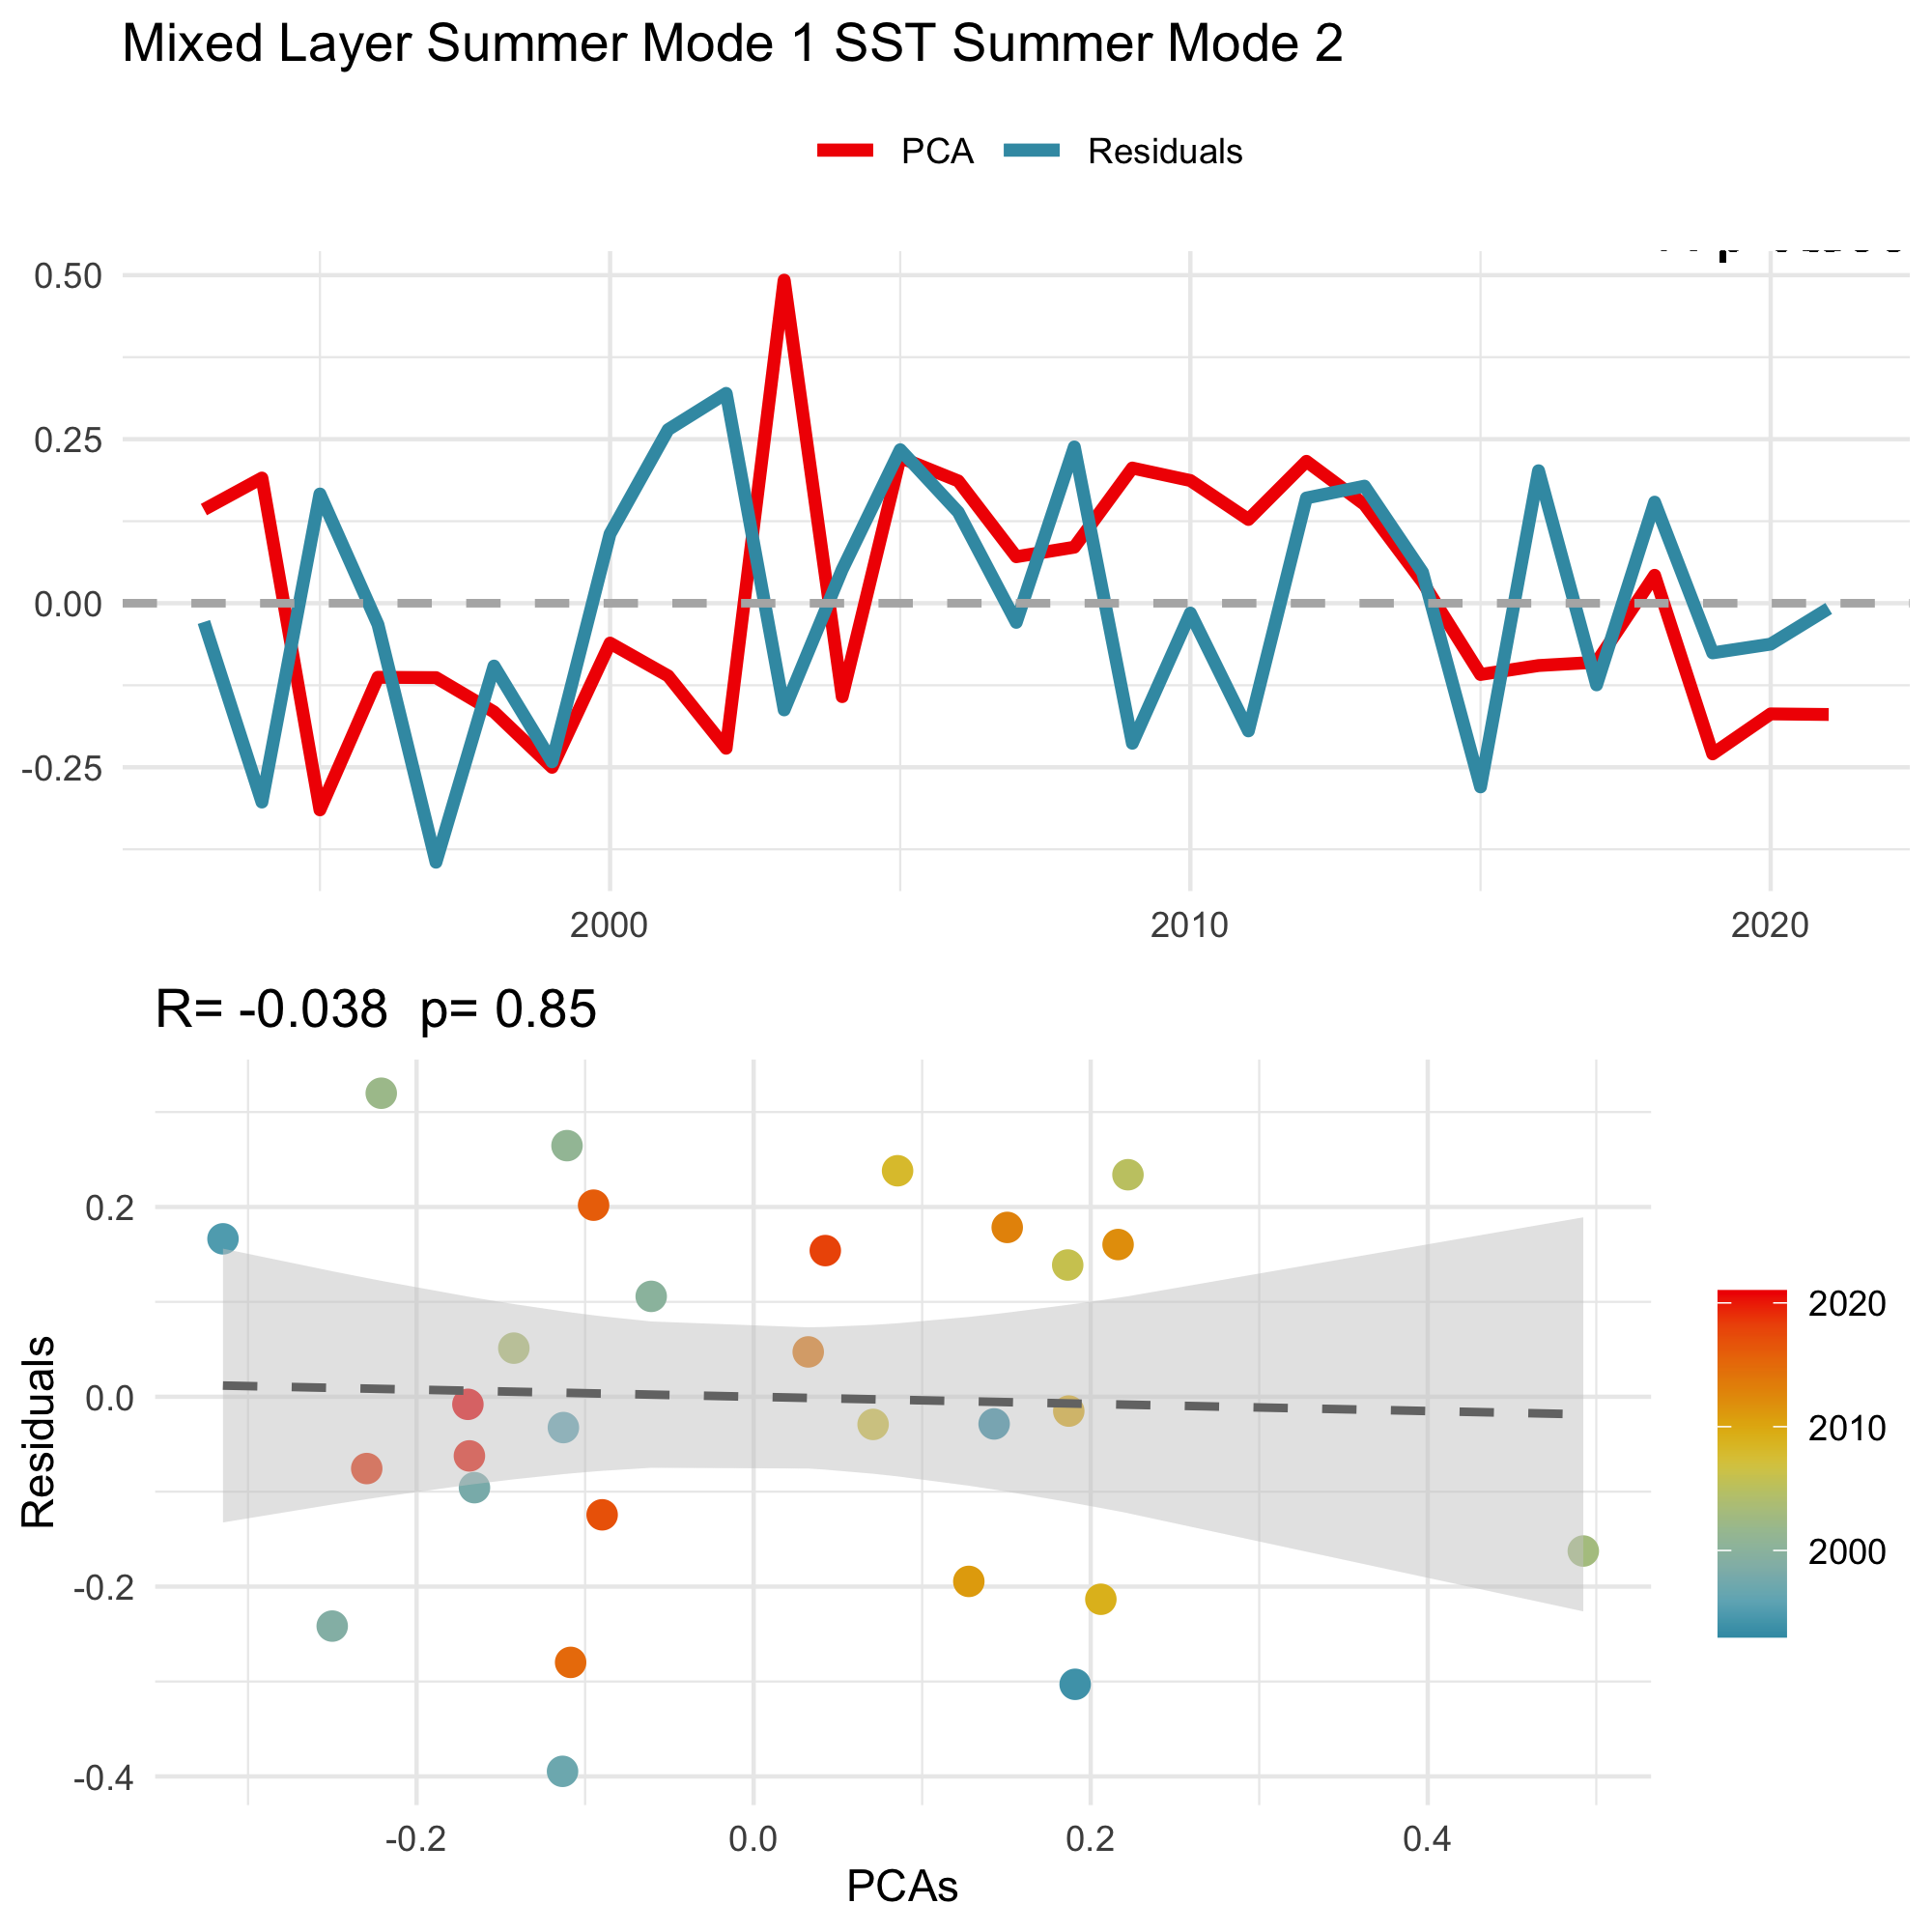 Mixed Layer Summer Mode 1 SST Summer Mode 2
PCA Residuals
0.50
0.25
0.00
-0.25
2000 2010 2020
R= -0.038 p= 0.85
Residuals
0.2
0.0
-0.2
-0.4
-0.2 0.0 0.2 0.4
PCAs
2020
2010
2000